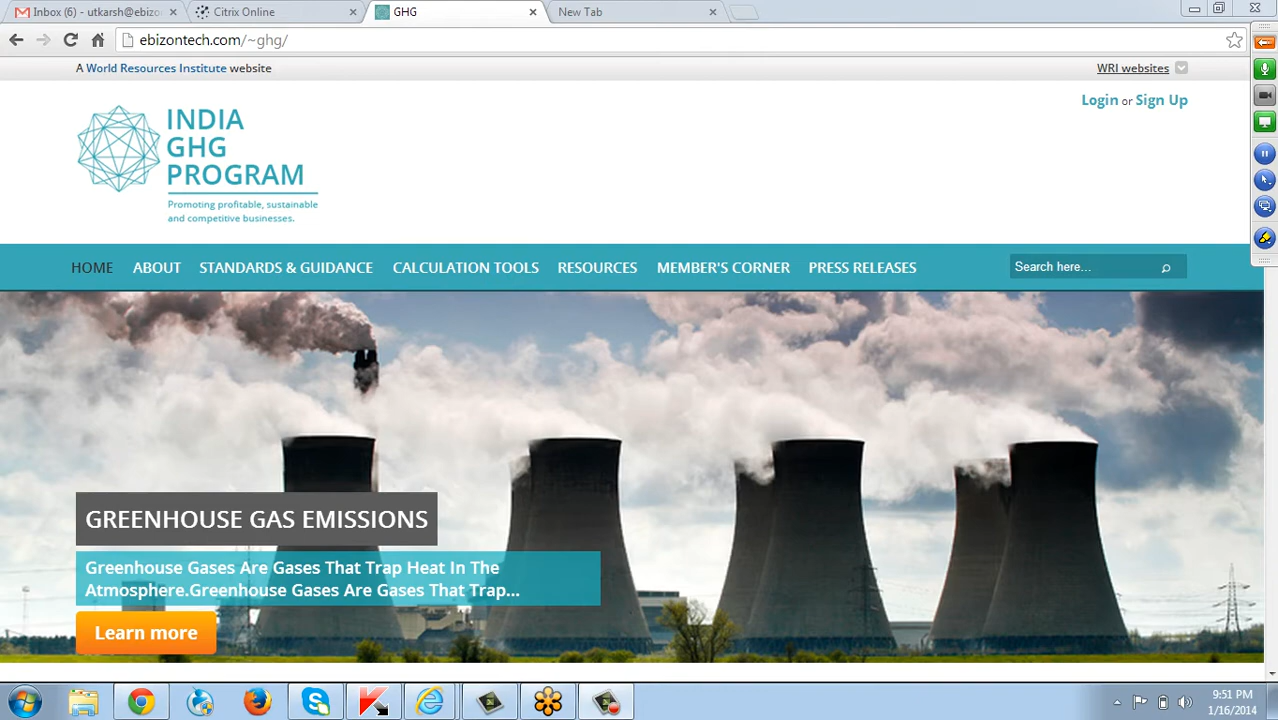 Inbox (6) - utkarsh@ebizo
Citrix Online
GHG
New Tab
ebizontech.com/~ghg/
A World Resources Institute website
WRI websites
Login or Sign Up
INDIA
GHG
PROGRAM
Promoting profitable, sustainable
and competitive businesses.
HOME ABOUT STANDARDS & GUIDANCE CALCULATION TOOLS RESOURCES MEMBER'S CORNER PRESS RELEASES
Search here...
GREENHOUSE GAS EMISSIONS
Greenhouse Gases Are Gases That Trap Heat In The
Atmosphere.Greenhouse Gases Are Gases That Trap...
Learn more
9:51 PM
1/16/2014